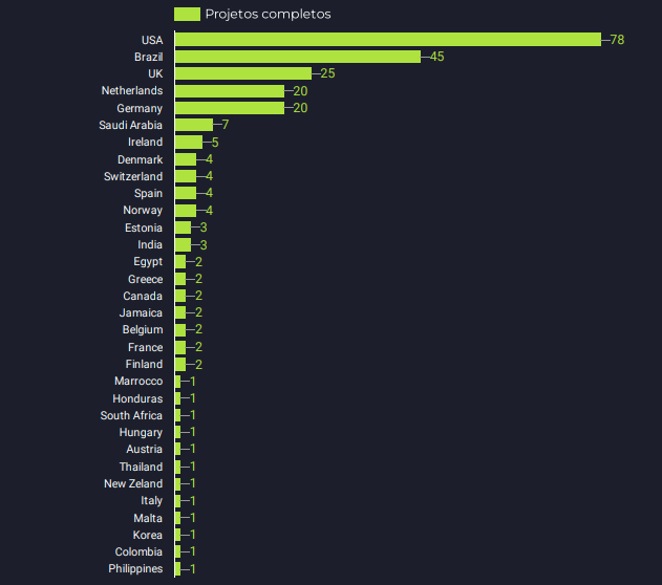 Projetos completos
USA 78
Brazil 45
UK 25
Netherlands 20
Germany 20
Saudi Arabia 7
Ireland 5
Denmark 4
Switzerland 4
Spain 4
Norway 4
Estonia 3
India 3
Egypt 2
Greece 2
Canada 2
Jamaica 2
Belgium 2
France 2
Finland 2
Marrocco 1
Honduras 1
South Africa 1
Hungary 1
Austria 1
Thailand 1
New Zeland 1
Italy 1
Malta 1
Korea 1
Colombia 1
Philippines 1